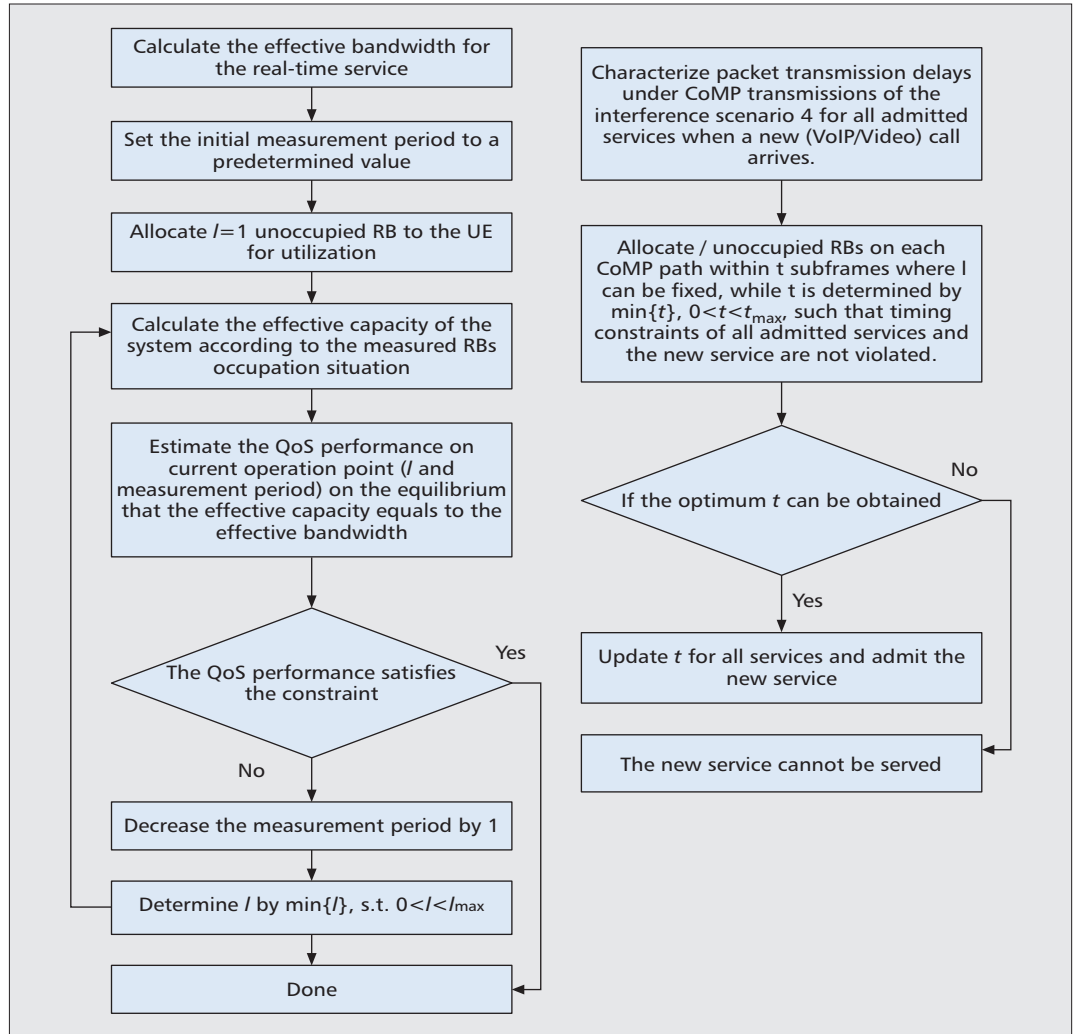 Calculate the effective bandwidth for
the real-time service
Set the initial measurement period to a
predetermined value
Allocate l=1 unoccupied RB to the UE
for utilization
Calculate the effective capacity of the
system according to the measured RBs
occupation situation
Estimate the QoS performance on
current operation point (l and
measurement period) on the equilibrium
that the effective capacity equals to the
effective bandwidth
The QoS performance satisfies
the constraint
Yes
No
Decrease the measurement period by 1
Determine l by min{l}, s.t. 0<l<lmax
Done
Characterize packet transmission delays
under CoMP transmissions of the
interference scenario 4 for all admitted
services when a new (VoIP/Video) call
arrives.
Allocate / unoccupied RBs on each
CoMP path within t subframes where l
can be fixed, while t is determined by
min{t}, 0<t<tmax, such that timing
constraints of all admitted services and
the new service are not violated.
If the optimum t can be obtained
No
Yes
Update t for all services and admit the
new service
The new service cannot be served